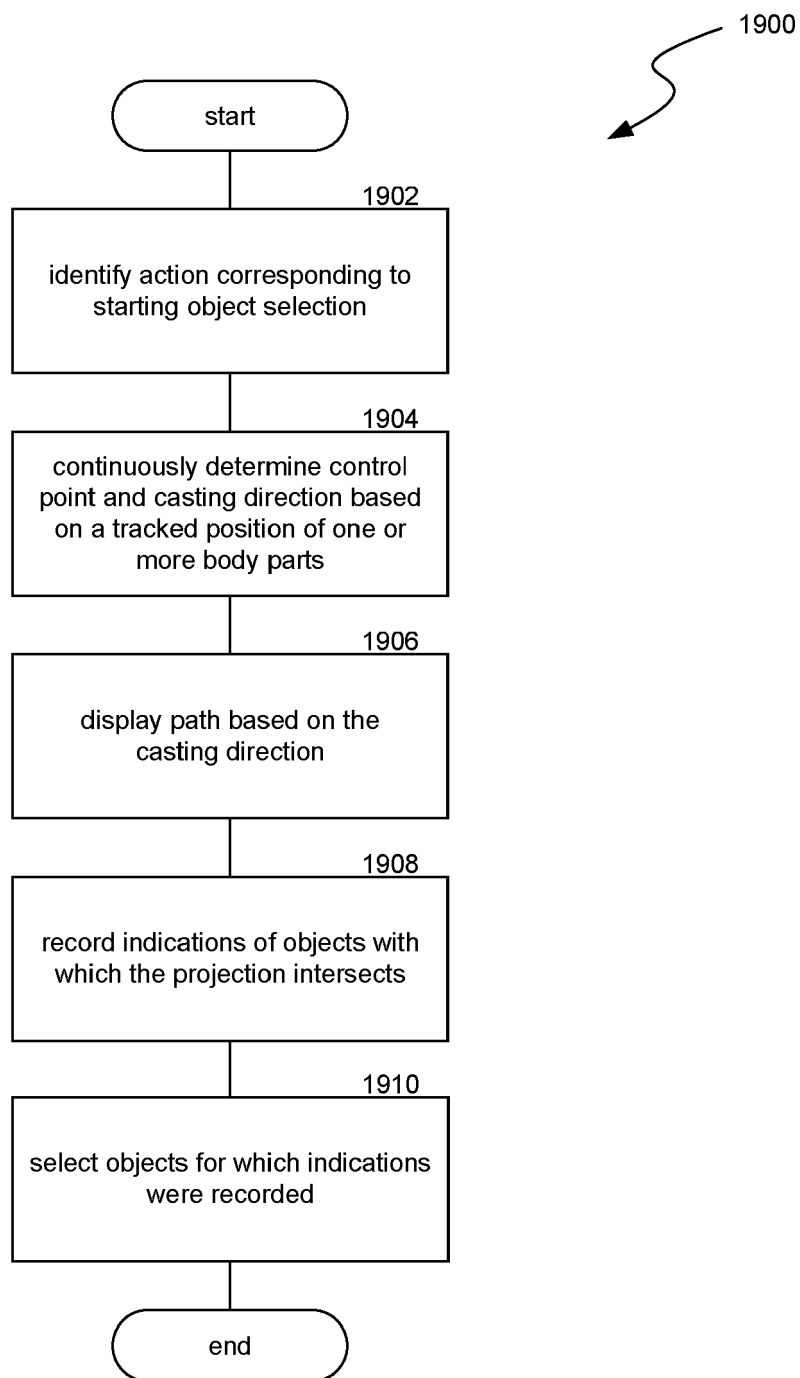 1900
start
1902
identify action corresponding to
starting object selection
1904
continuously determine control
point and casting direction based
on a tracked position of one or
more body parts
1906
display path based on the
casting direction
1908
record indications of objects with
which the projection intersects
1910
select objects for which indications
were recorded
end